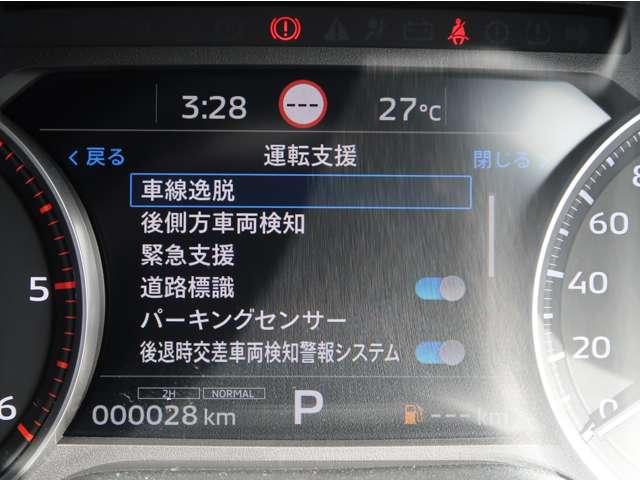 3:28 --- 27°C
< 戻る 運転支援 閉じる >
車線逸脱
後側方車両検知
緊急支援
道路標識
パーキングセンサー
後退時交差車両検知警報システム
2H NORMAL
000028 km P --- km
5
6
8
60
40
20
0